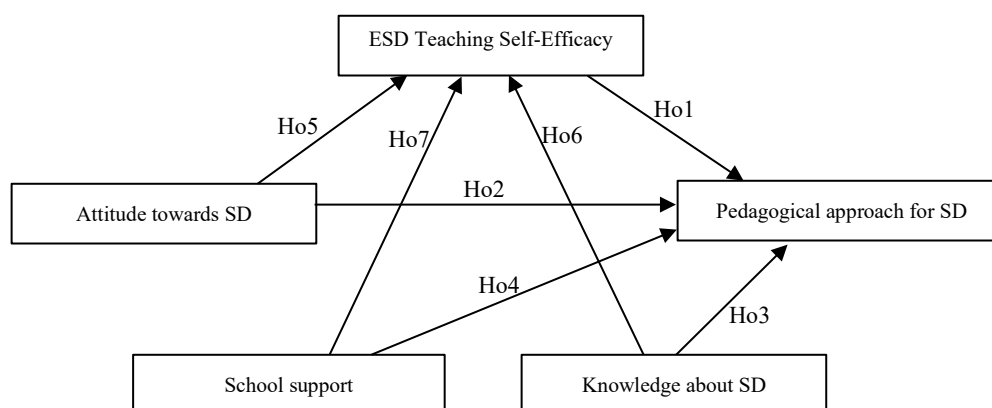 ESD Teaching Self-Efficacy
Ho1
Ho5
Ho7
Ho6
Ho2
Attitude towards SD
Pedagogical approach for SD
Ho4
Ho3
School support
Knowledge about SD